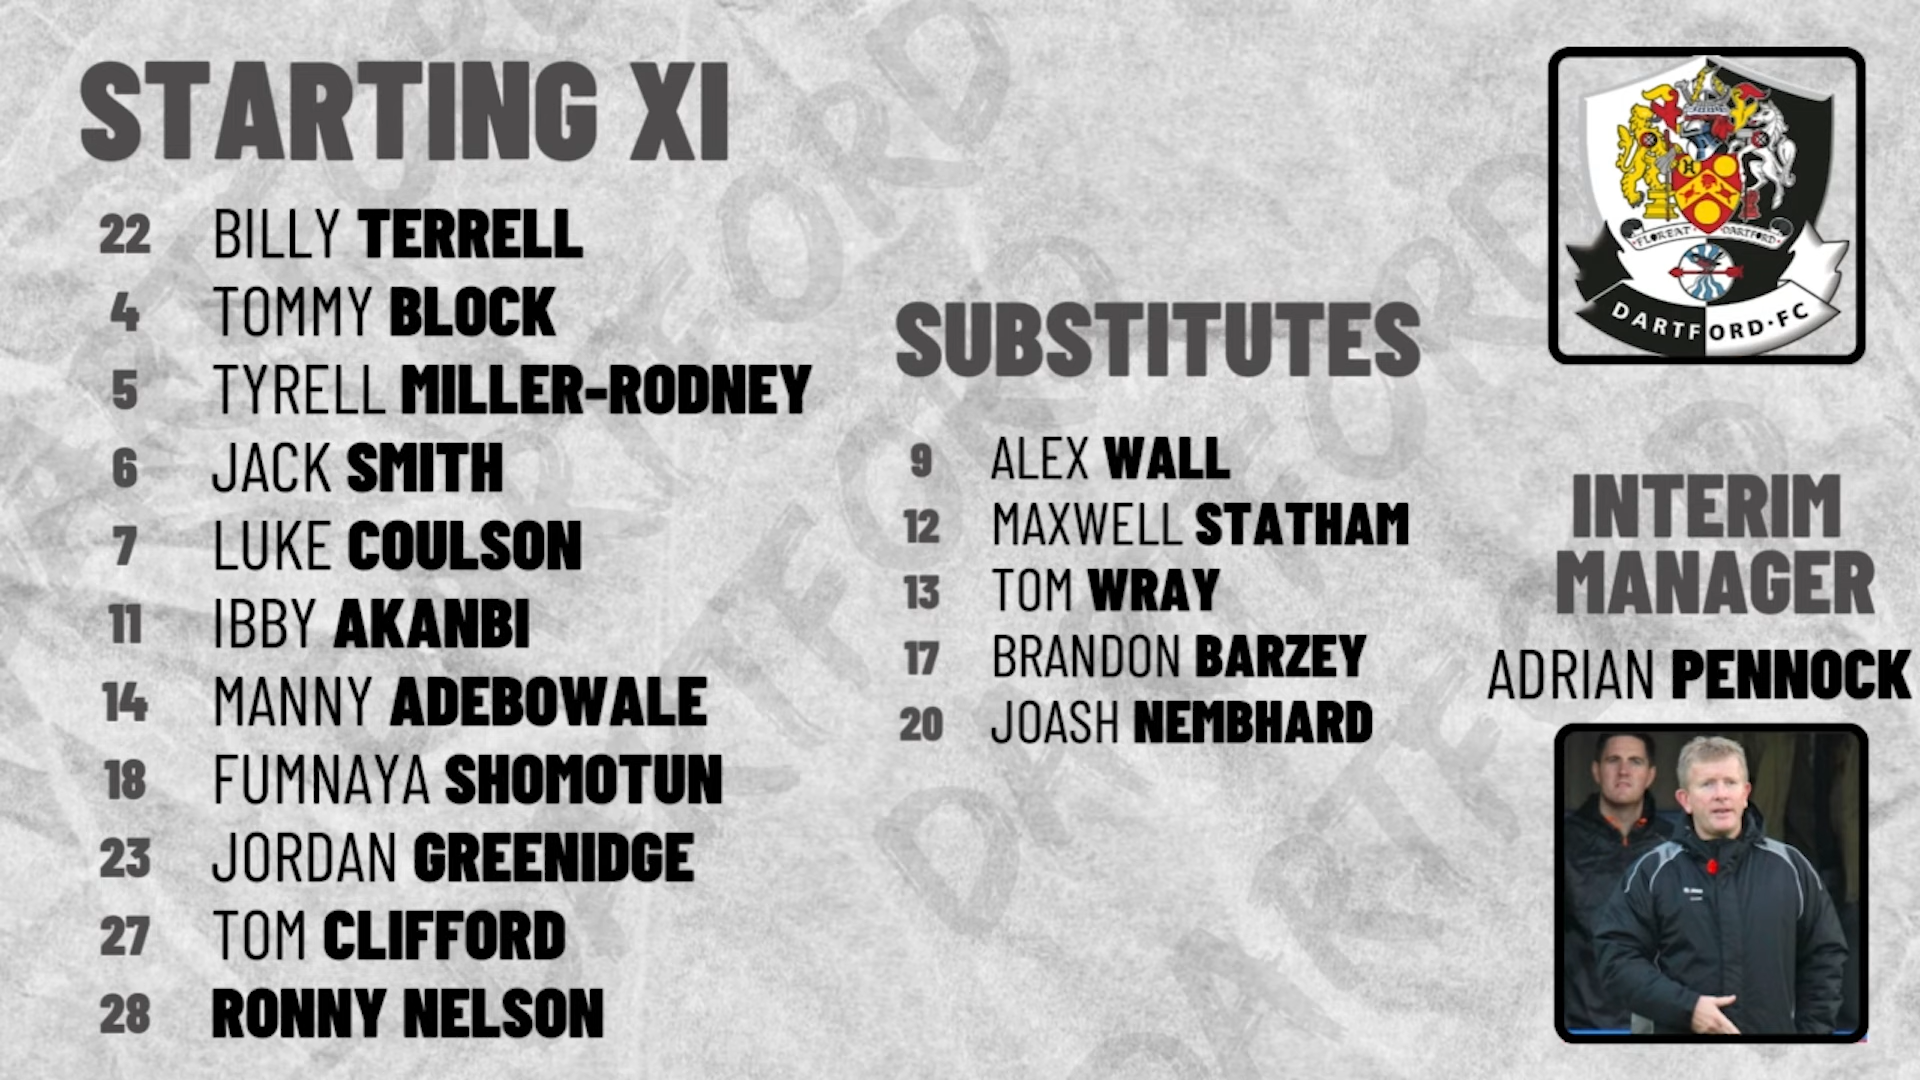 STARTING XI
22 BILLY TERRELL
4 TOMMY BLOCK
5 TYRELL MILLER-RODNEY
6 JACK SMITH
7 LUKE COULSON
11 IBBY AKANBI
14 MANNY ADEBOWALE
18 FUMNAYA SHOMOTUN
23 JORDAN GREENIDGE
27 TOM CLIFFORD
28 RONNY NELSON
SUBSTITUTES
9 ALEX WALL
12 MAXWELL STATHAM
13 TOM WRAY
17 BRANDON BARZEY
20 JOASH NEMBHARD
FLOREAT DARTFORD
DARTFORD·FC
INTERIM
MANAGER
ADRIAN PENNOCK
DARTFORD
DARTFORD
DARTFORD